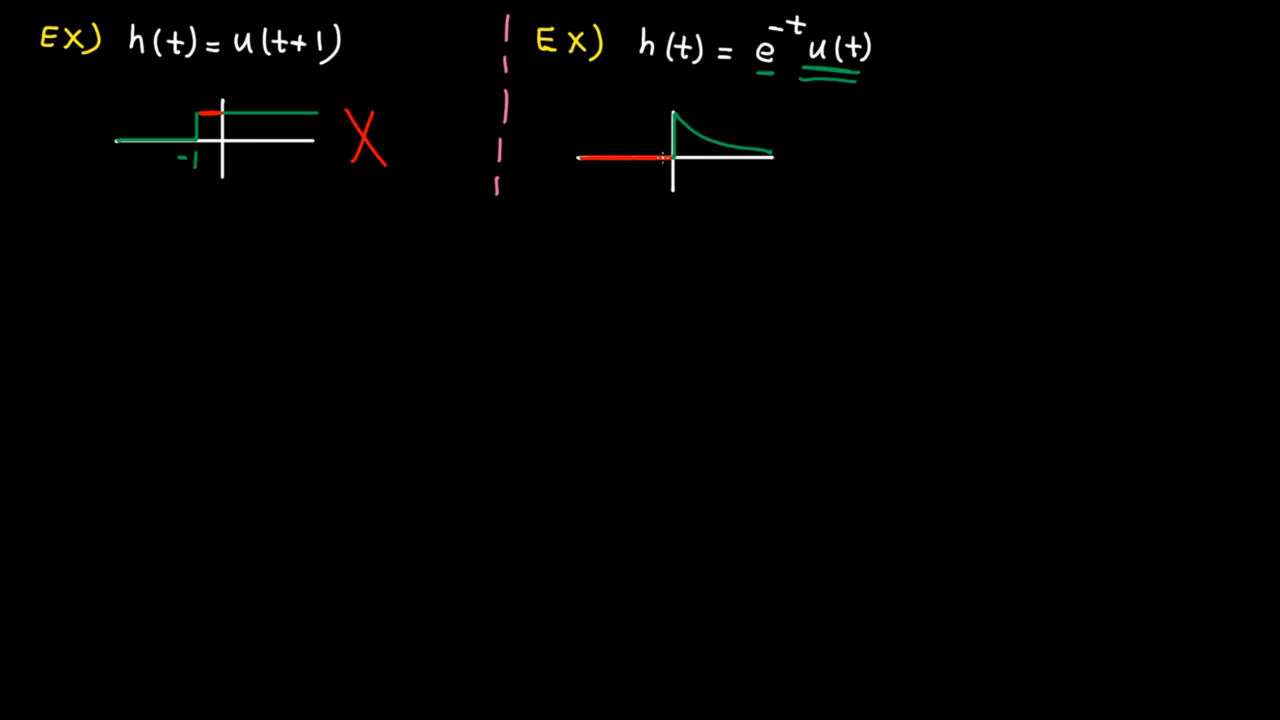 EX) h(t) = u(t+1)
-1
EX) h(t) = e^-t u(t)